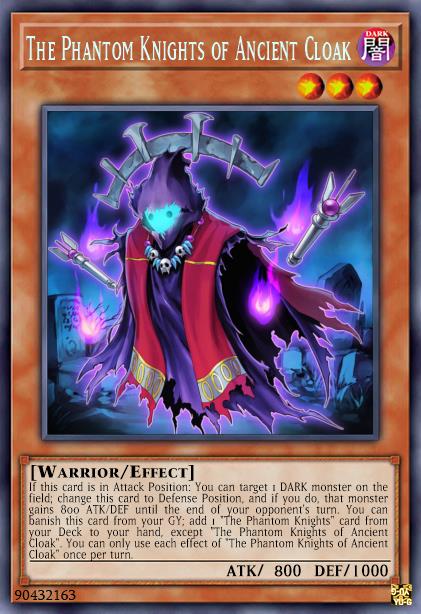 The Phantom Knights of Ancient Cloak
DARK
闇
[Warrior/Effect]
If this card is in Attack Position: You can target 1 DARK monster on the
field; change this card to Defense Position, and if you do, that monster
gains 800 ATK/DEF until the end of your opponent's turn. You can
banish this card from your GY; add 1 "The Phantom Knights" card from
your Deck to your hand, except "The Phantom Knights of Ancient
Cloak". You can only use each effect of "The Phantom Knights of Ancient
Cloak" once per turn.
ATK/ 800 DEF/1000
90432163